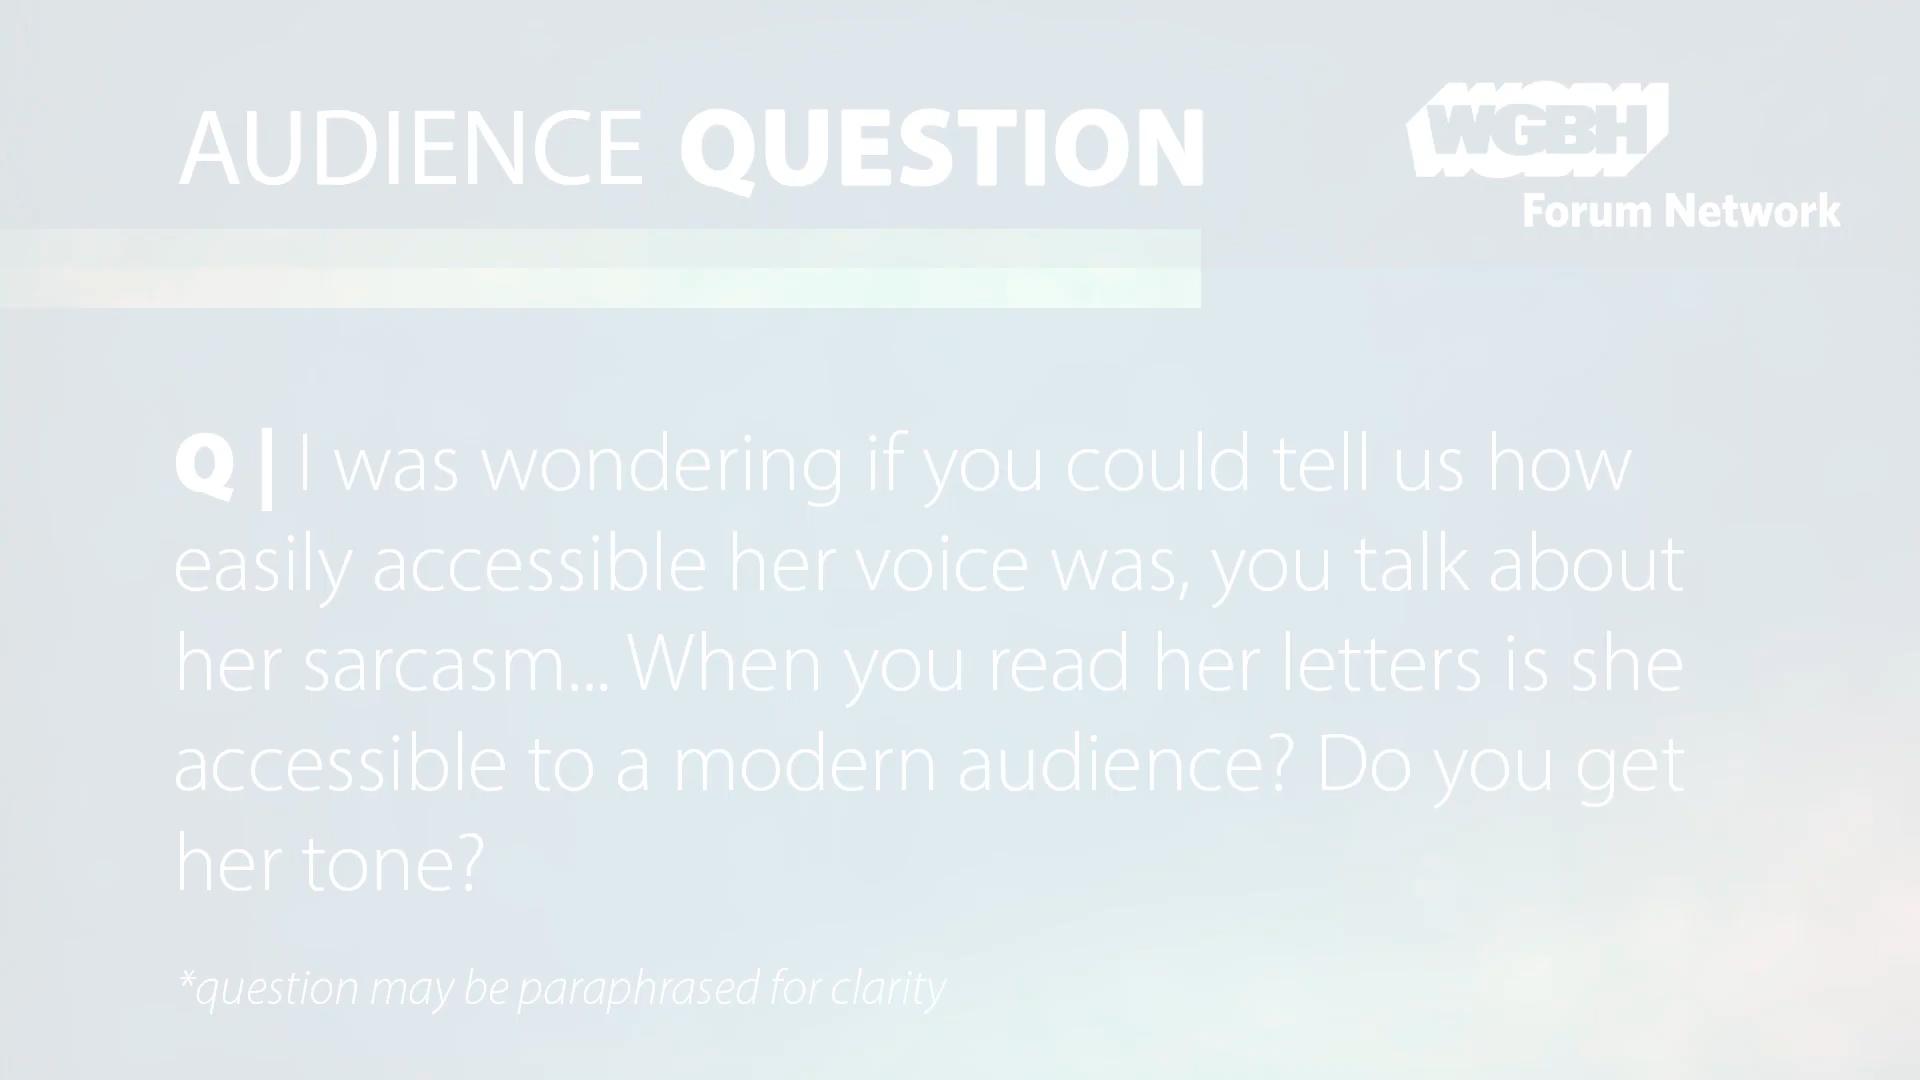 AUDIENCE QUESTION
WGBH
Forum Network
Q | I was wondering if you could tell us how
easily accessible her voice was, you talk about
her sarcasm... When you read her letters is she
accessible to a modern audience? Do you get
her tone?
*question may be paraphrased for clarity